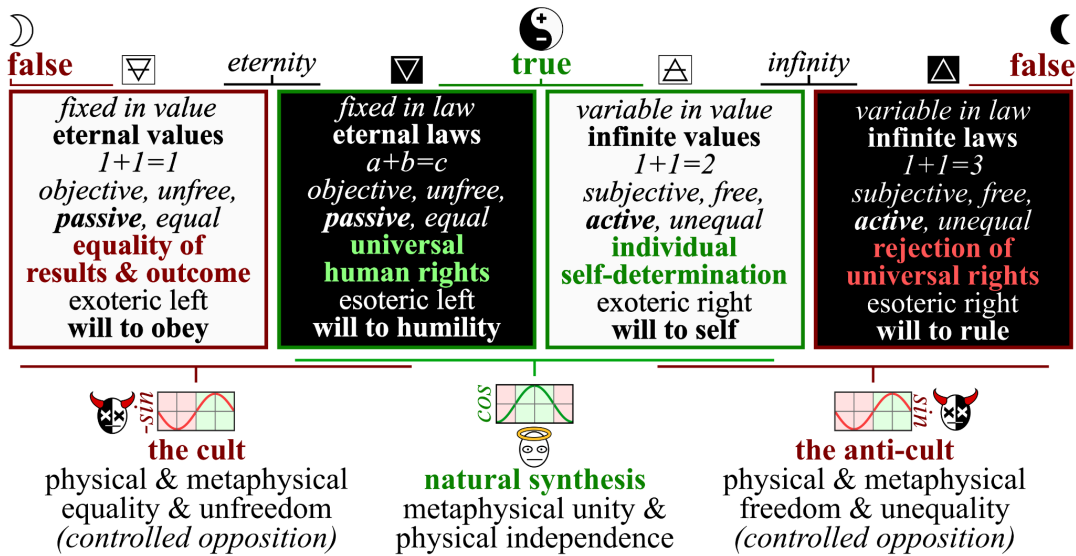 false
eternity
true
infinity
false
fixed in value
eternal values
1+1=1
objective, unfree,
passive, equal
equality of
results & outcome
exoteric left
will to obey
fixed in law
eternal laws
a+b=c
objective, unfree,
passive, equal
universal
human rights
esoteric left
will to humility
variable in value
infinite values
1+1=2
subjective, free,
active, unequal
individual
self-determination
exoteric right
will to self
variable in law
infinite laws
1+1=3
subjective, free,
active, unequal
rejection of
universal rights
esoteric right
will to rule
-sin
the cult
physical & metaphysical
equality & unfreedom
(controlled opposition)
cos
natural synthesis
metaphysical unity &
physical independence
sin
the anti-cult
physical & metaphysical
freedom & unequality
(controlled opposition)